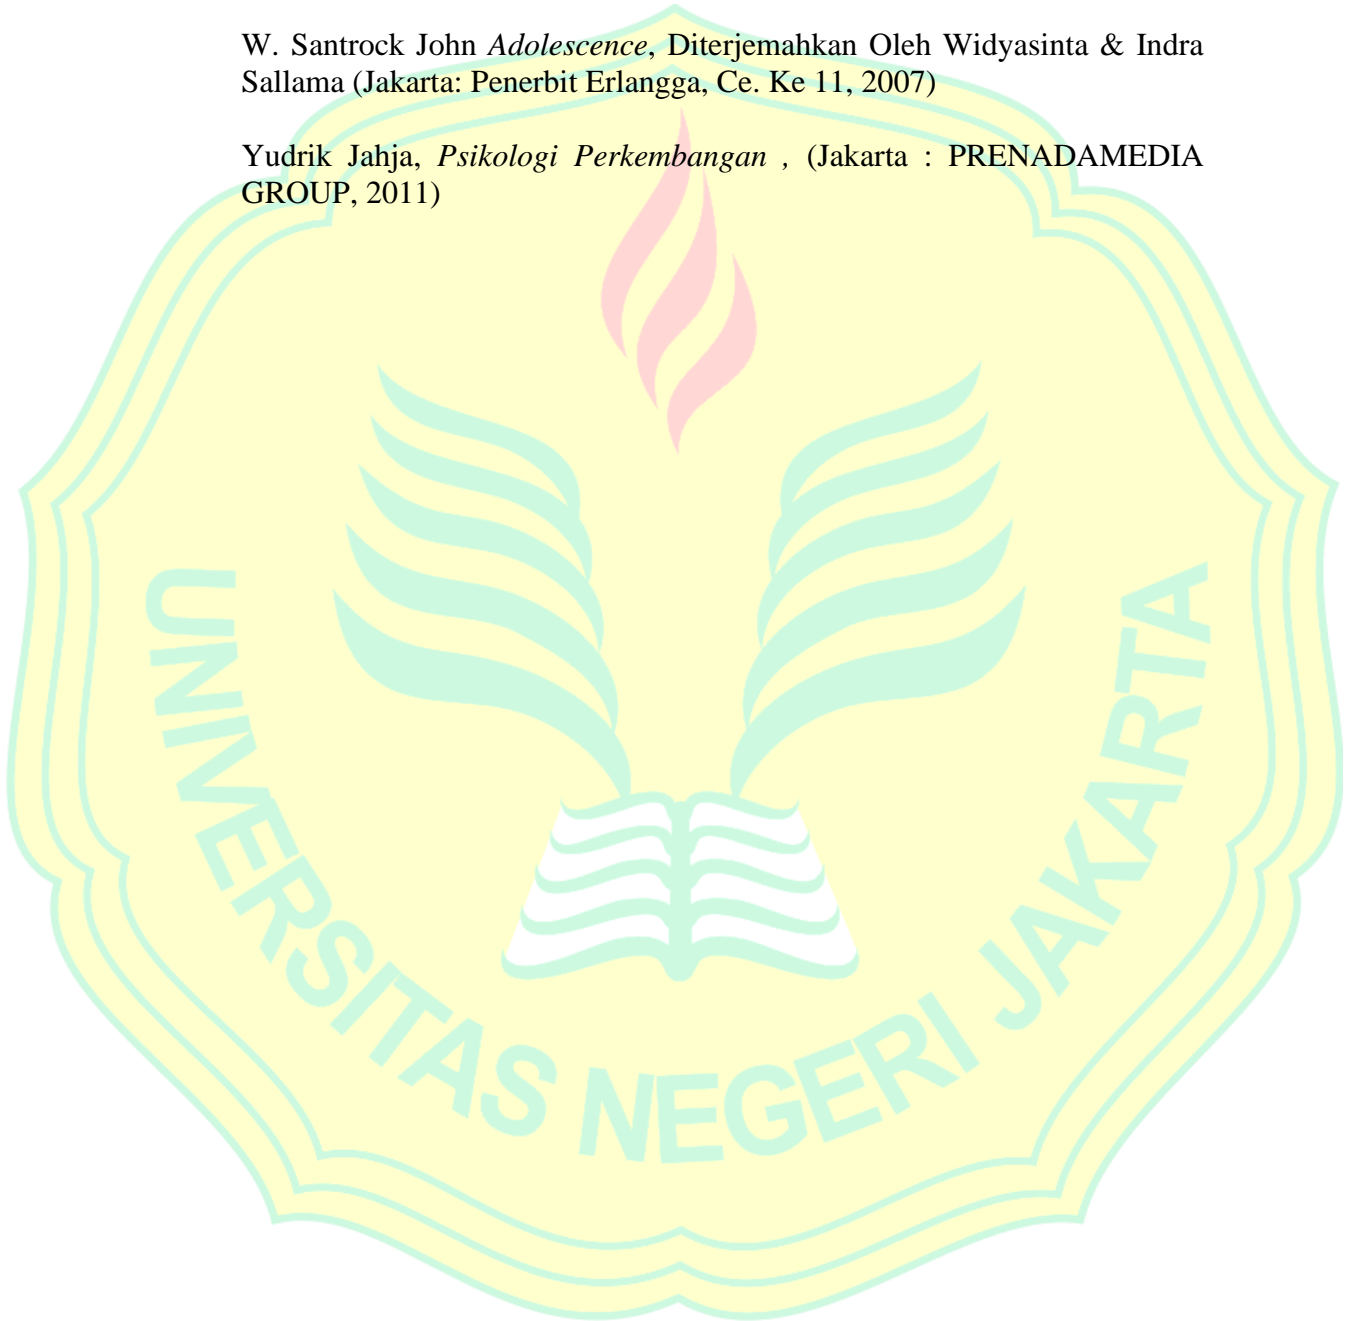 W. Santrock John Adolescence, Diterjemahkan Oleh Widyasinta & Indra
Sallama (Jakarta: Penerbit Erlangga, Ce. Ke 11, 2007)
Yudrik Jahja, Psikologi Perkembangan , (Jakarta : PRENADAMEDIA
GROUP, 2011)
UNIVERSITAS NEGERI JAKARTA